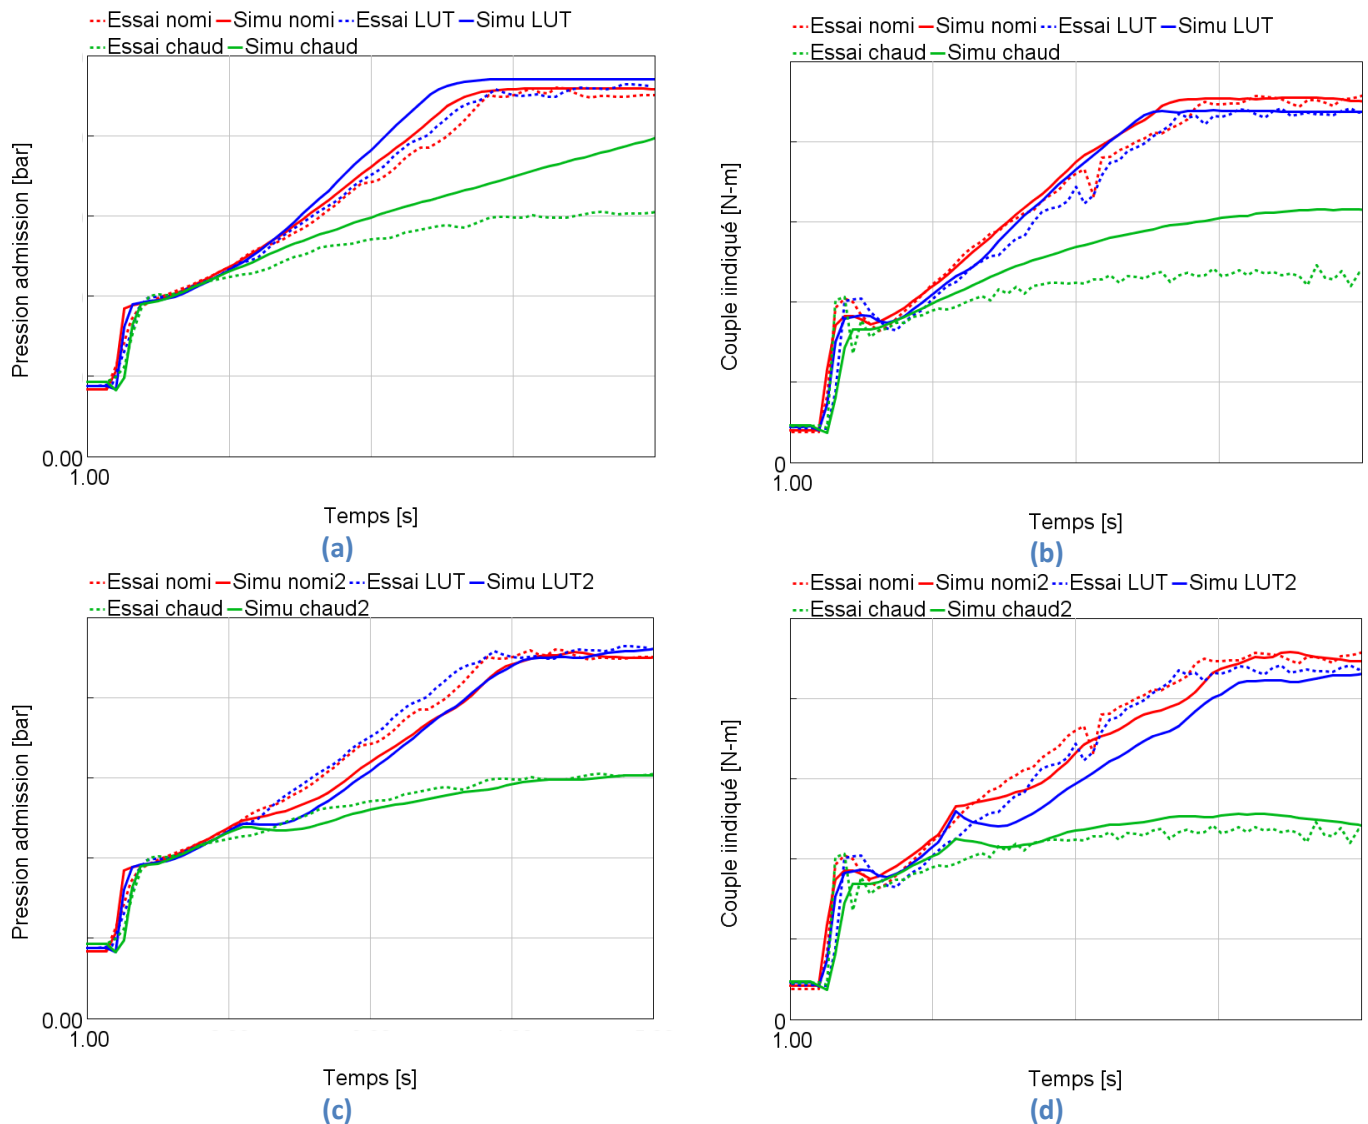 Essai nomi Simu nomi Essai LUT Simu LUT
Essai chaud Simu chaud
Pression admission [bar]
0.00
1.00
Temps [s]
(a)
Essai nomi Simu nomi Essai LUT Simu LUT
Essai chaud Simu chaud
Couple iindiqué [N-m]
0
1.00
Temps [s]
(b)
Essai nomi Simu nomi2 Essai LUT Simu LUT2
Essai chaud Simu chaud2
Pression admission [bar]
0.00
1.00
Temps [s]
(c)
Essai nomi Simu nomi2 Essai LUT Simu LUT2
Essai chaud Simu chaud2
Couple iindiqué [N-m]
0
1.00
Temps [s]
(d)